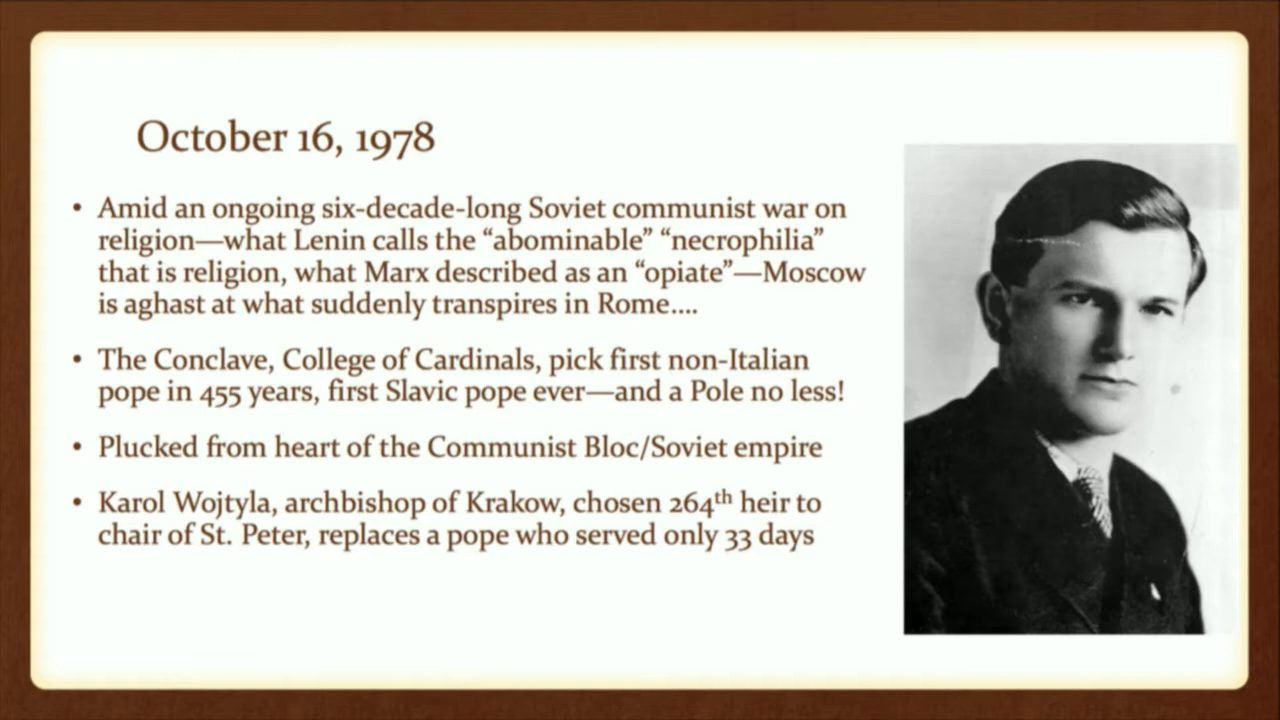 October 16, 1978
• Amid an ongoing six-decade-long Soviet communist war on
religion—what Lenin calls the “abominable” “necrophilia”
that is religion, what Marx described as an “opiate”—Moscow
is aghast at what suddenly transpires in Rome....
• The Conclave, College of Cardinals, pick first non-Italian
pope in 455 years, first Slavic pope ever—and a Pole no less!
• Plucked from heart of the Communist Bloc/Soviet empire
• Karol Wojtyla, archbishop of Krakow, chosen 264th heir to
chair of St. Peter, replaces a pope who served only 33 days